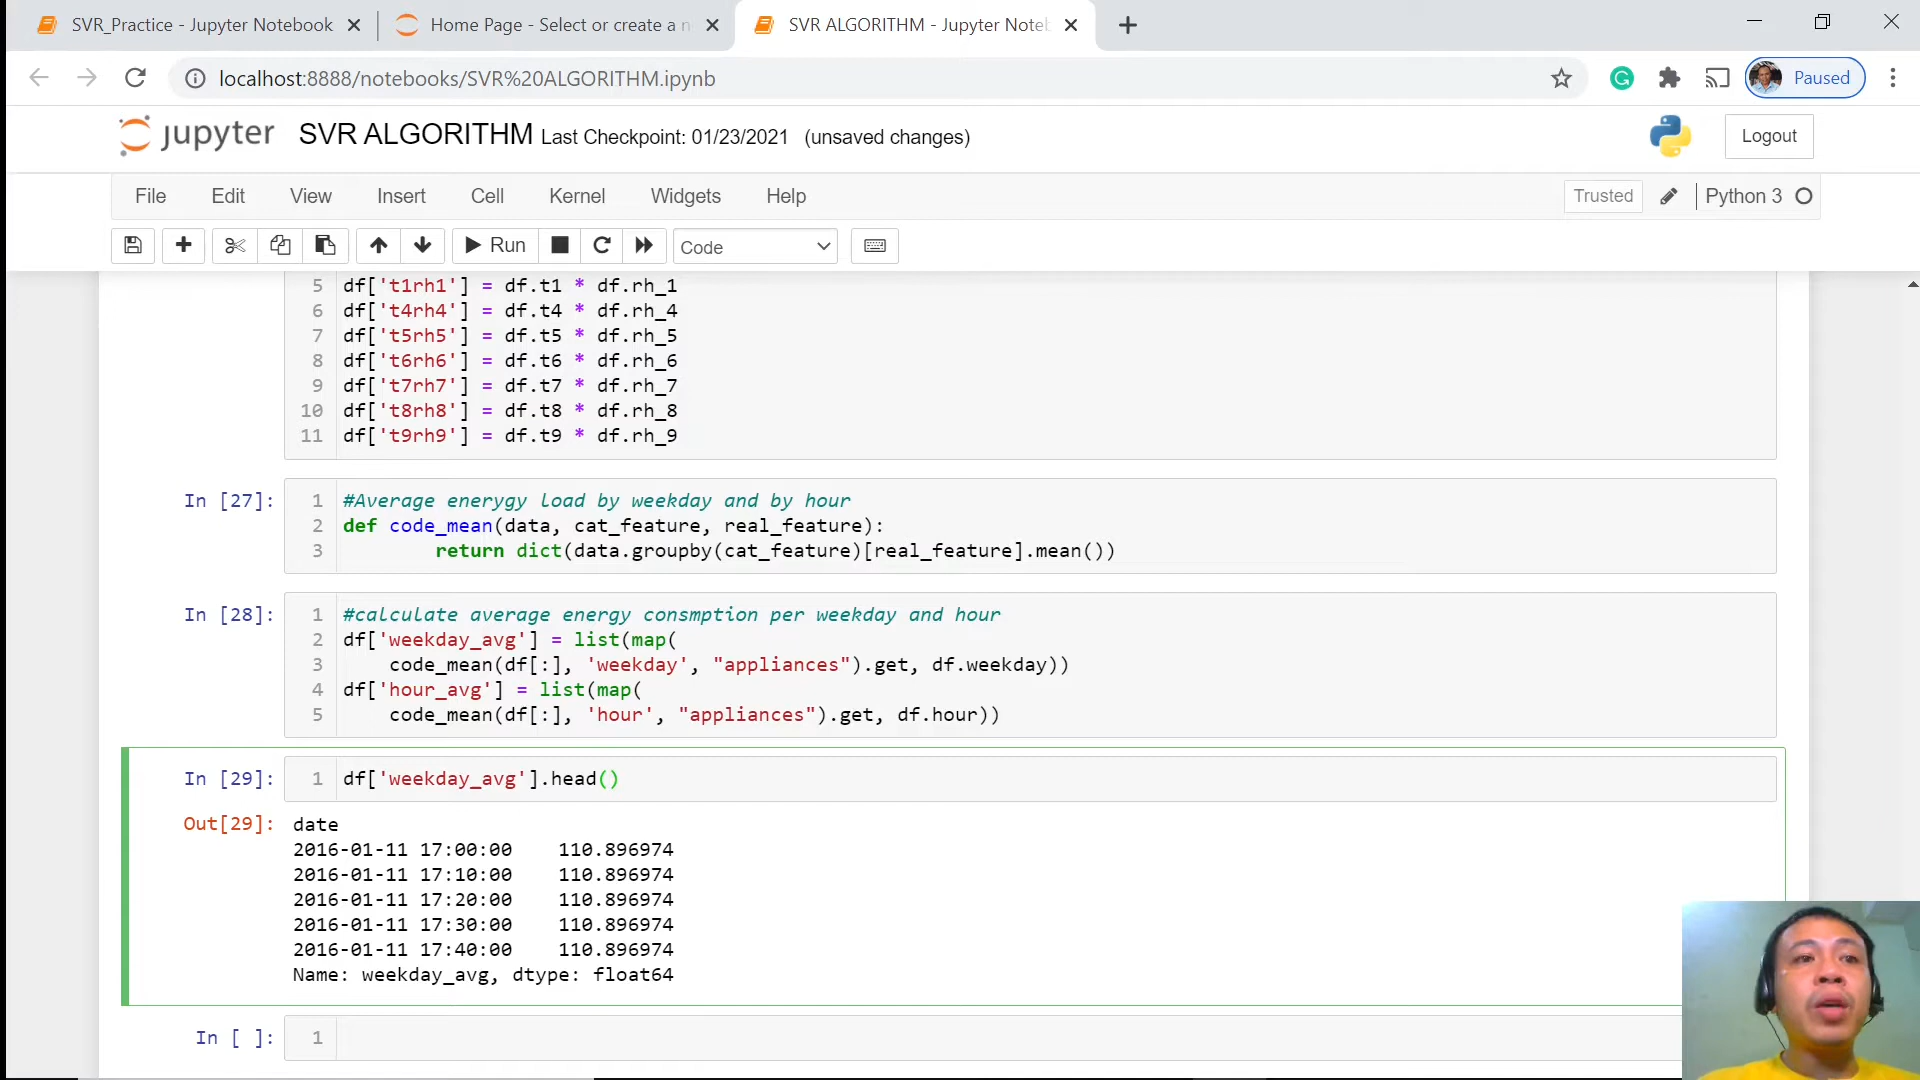 SVR_Practice - Jupyter Notebook
Home Page - Select or create a n
SVR ALGORITHM - Jupyter Noteb
localhost:8888/notebooks/SVR%20ALGORITHM.ipynb
Paused
jupyter SVR ALGORITHM Last Checkpoint: 01/23/2021 (unsaved changes)
Logout
File Edit View Insert Cell Kernel Widgets Help
Trusted
Python 3
Run
Code
5 df['t1rh1'] = df.t1 * df.rh_1
6 df['t4rh4'] = df.t4 * df.rh_4
7 df['t5rh5'] = df.t5 * df.rh_5
8 df['t6rh6'] = df.t6 * df.rh_6
9 df['t7rh7'] = df.t7 * df.rh_7
10 df['t8rh8'] = df.t8 * df.rh_8
11 df['t9rh9'] = df.t9 * df.rh_9
In [27]: 1 #Average enerygy load by weekday and by hour
2 def code_mean(data, cat_feature, real_feature):
3 return dict(data.groupby(cat_feature)[real_feature].mean())
In [28]: 1 #calculate average energy consmption per weekday and hour
2 df['weekday_avg'] = list(map(
3 code_mean(df[:], 'weekday', "appliances").get, df.weekday))
4 df['hour_avg'] = list(map(
5 code_mean(df[:], 'hour', "appliances").get, df.hour))
In [29]: 1 df['weekday_avg'].head()
Out[29]: date
2016-01-11 17:00:00 110.896974
2016-01-11 17:10:00 110.896974
2016-01-11 17:20:00 110.896974
2016-01-11 17:30:00 110.896974
2016-01-11 17:40:00 110.896974
Name: weekday_avg, dtype: float64
In [ ]: 1